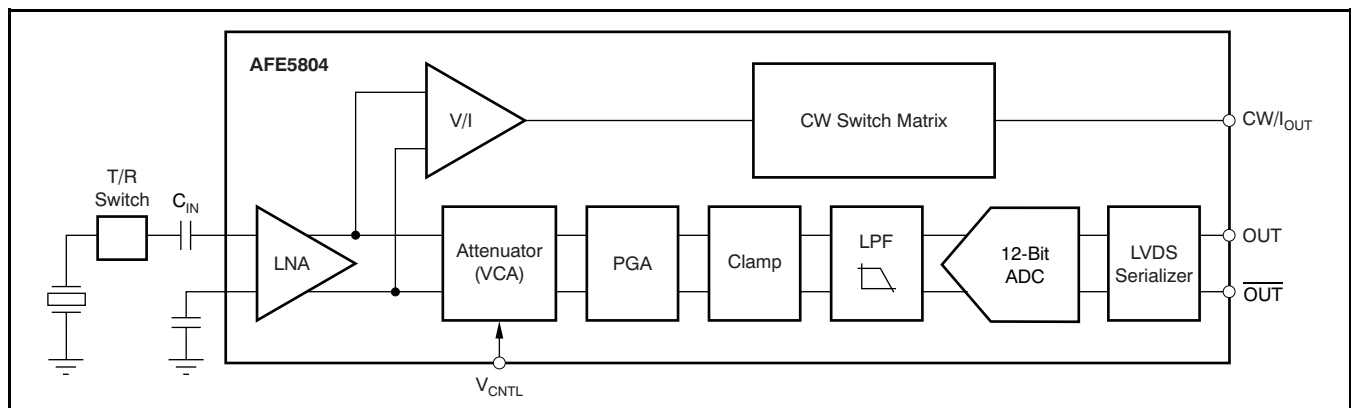 AFE5804
V/I
CW Switch Matrix
CW/I_OUT
T/R
Switch
C_IN
LNA
Attenuator
(VCA)
PGA
Clamp
LPF
12-Bit
ADC
LVDS
Serializer
OUT
O̅U̅T̅
V_CNTL